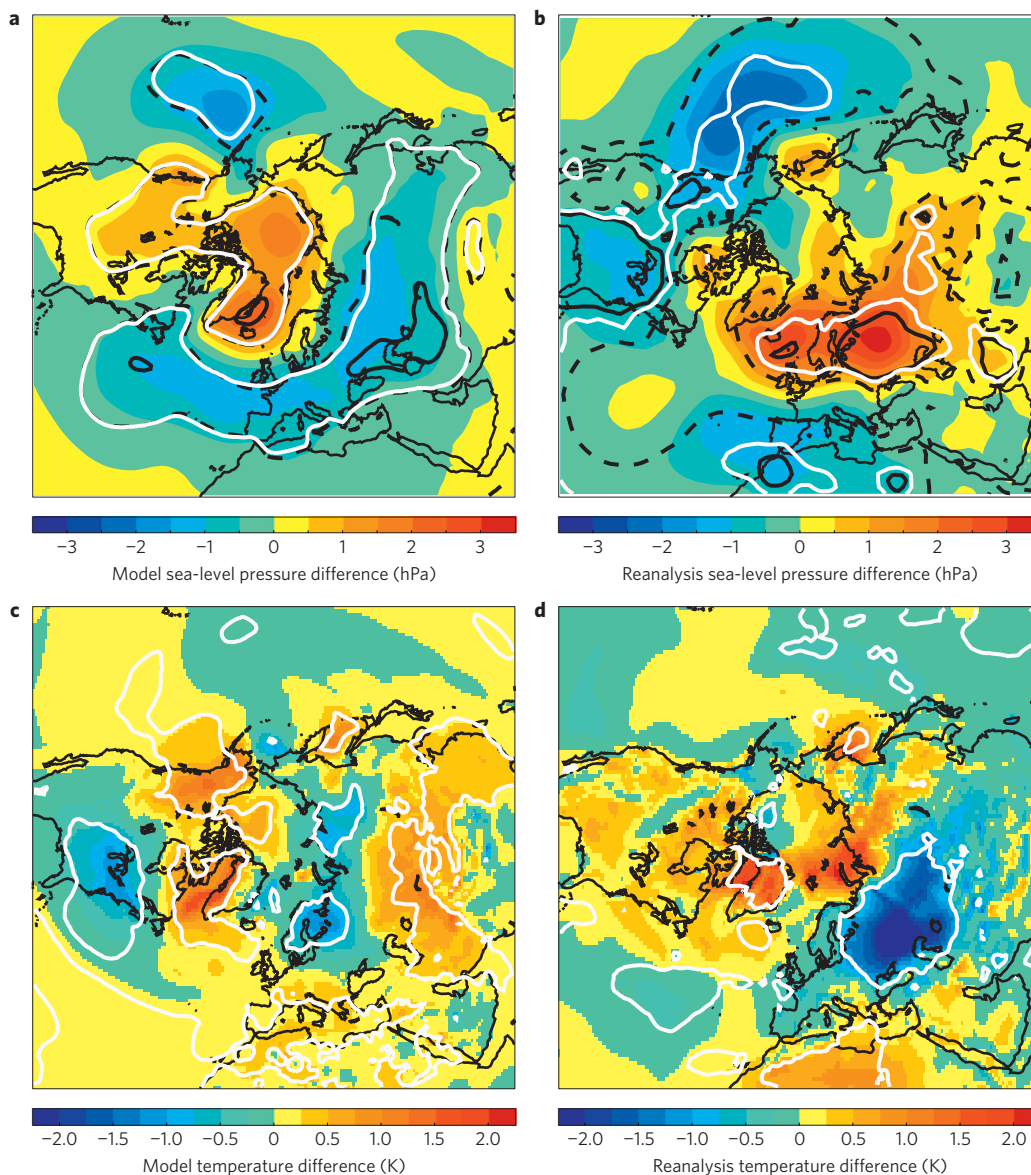 a
b
−3 −2 −1 0 1 2 3
Model sea-level pressure difference (hPa)
−3 −2 −1 0 1 2 3
Reanalysis sea-level pressure difference (hPa)
c
d
−2.0 −1.5 −1.0 −0.5 0 0.5 1.0 1.5 2.0
Model temperature difference (K)
−2.0 −1.5 −1.0 −0.5 0 0.5 1.0 1.5 2.0
Reanalysis temperature difference (K)